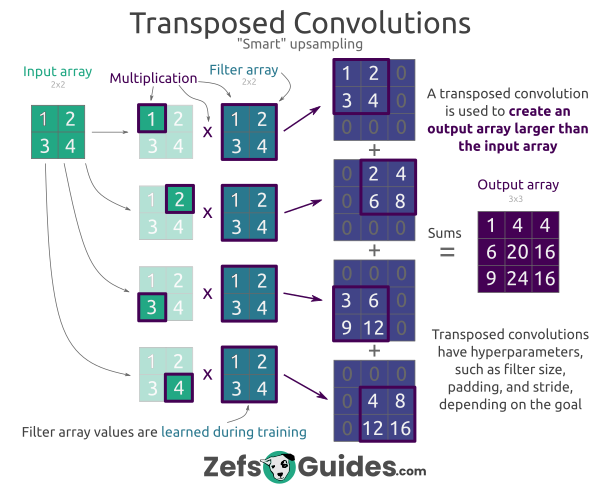 Transposed Convolutions
"Smart" upsampling
Input array
2x2
Multiplication
Filter array
2x2
1 2
3 4
1 2
3 4
x
1 2
3 4
1 2 0
3 4 0
0 0 0
+
1 2
3 4
x
1 2
3 4
0 2 4
0 6 8
0 0 0
+
1 2
3 4
x
1 2
3 4
0 0 0
3 6 0
9 12 0
+
1 2
3 4
x
1 2
3 4
0 0 0
0 4 8
0 12 16
A transposed convolution
is used to create an
output array larger than
the input array
Sums
=
Output array
3x3
1 4 4
6 20 16
9 24 16
Transposed convolutions
have hyperparameters,
such as filter size,
padding, and stride,
depending on the goal
Filter array values are learned during training
ZefsGuides.com